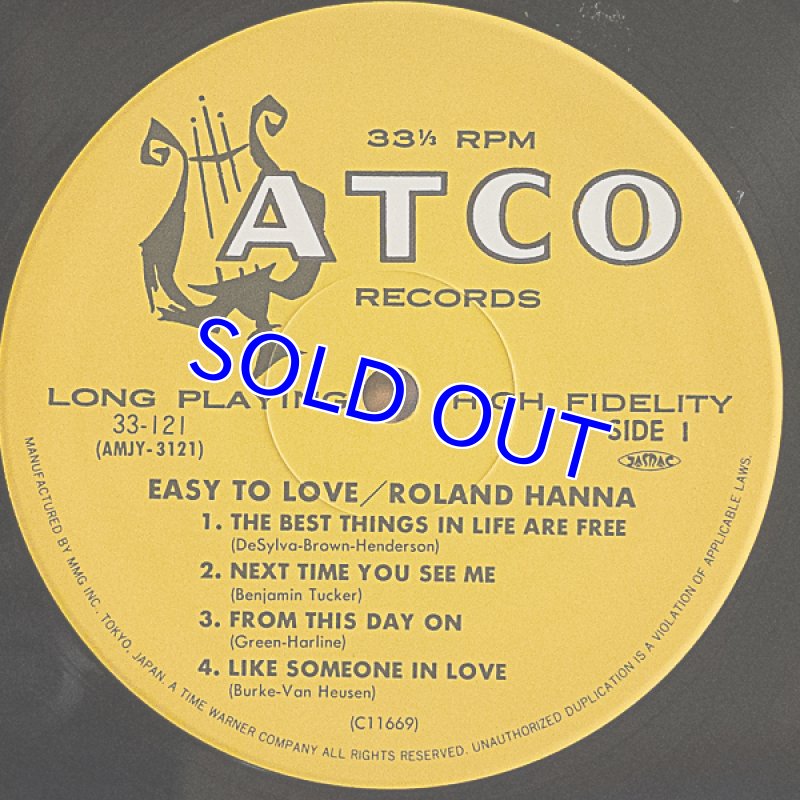 33⅓ RPM
ATCO
RECORDS
SOLD OUT
LONG PLAYING HIGH FIDELITY
33-121
(AMJY-3121)
SIDE 1
JASRAC
EASY TO LOVE/ROLAND HANNA
1. THE BEST THINGS IN LIFE ARE FREE
(DeSylva-Brown-Henderson)
2. NEXT TIME YOU SEE ME
(Benjamin Tucker)
3. FROM THIS DAY ON
(Green-Harline)
4. LIKE SOMEONE IN LOVE
(Burke-Van Heusen)
(C11669)
MANUFACTURED BY MMG INC., TOKYO, JAPAN. A TIME WARNER COMPANY ALL RIGHTS RESERVED. UNAUTHORIZED DUPLICATION IS A VIOLATION OF APPLICABLE LAWS.